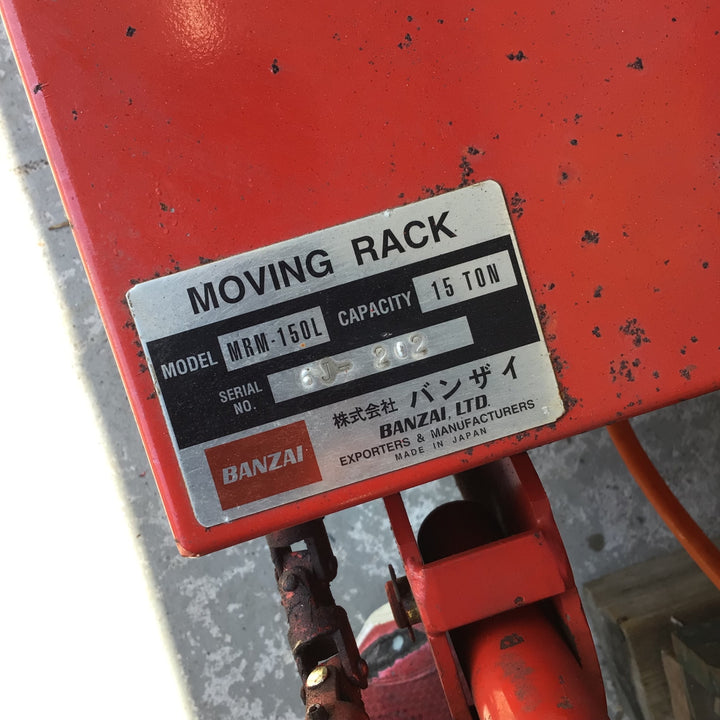 MOVING RACK
MODEL MRM-150L CAPACITY 15 TON
SERIAL NO. 6J- 202
株式会社 バンザイ
BANZAI, LTD.
EXPORTERS & MANUFACTURERS
MADE IN JAPAN
BANZAI